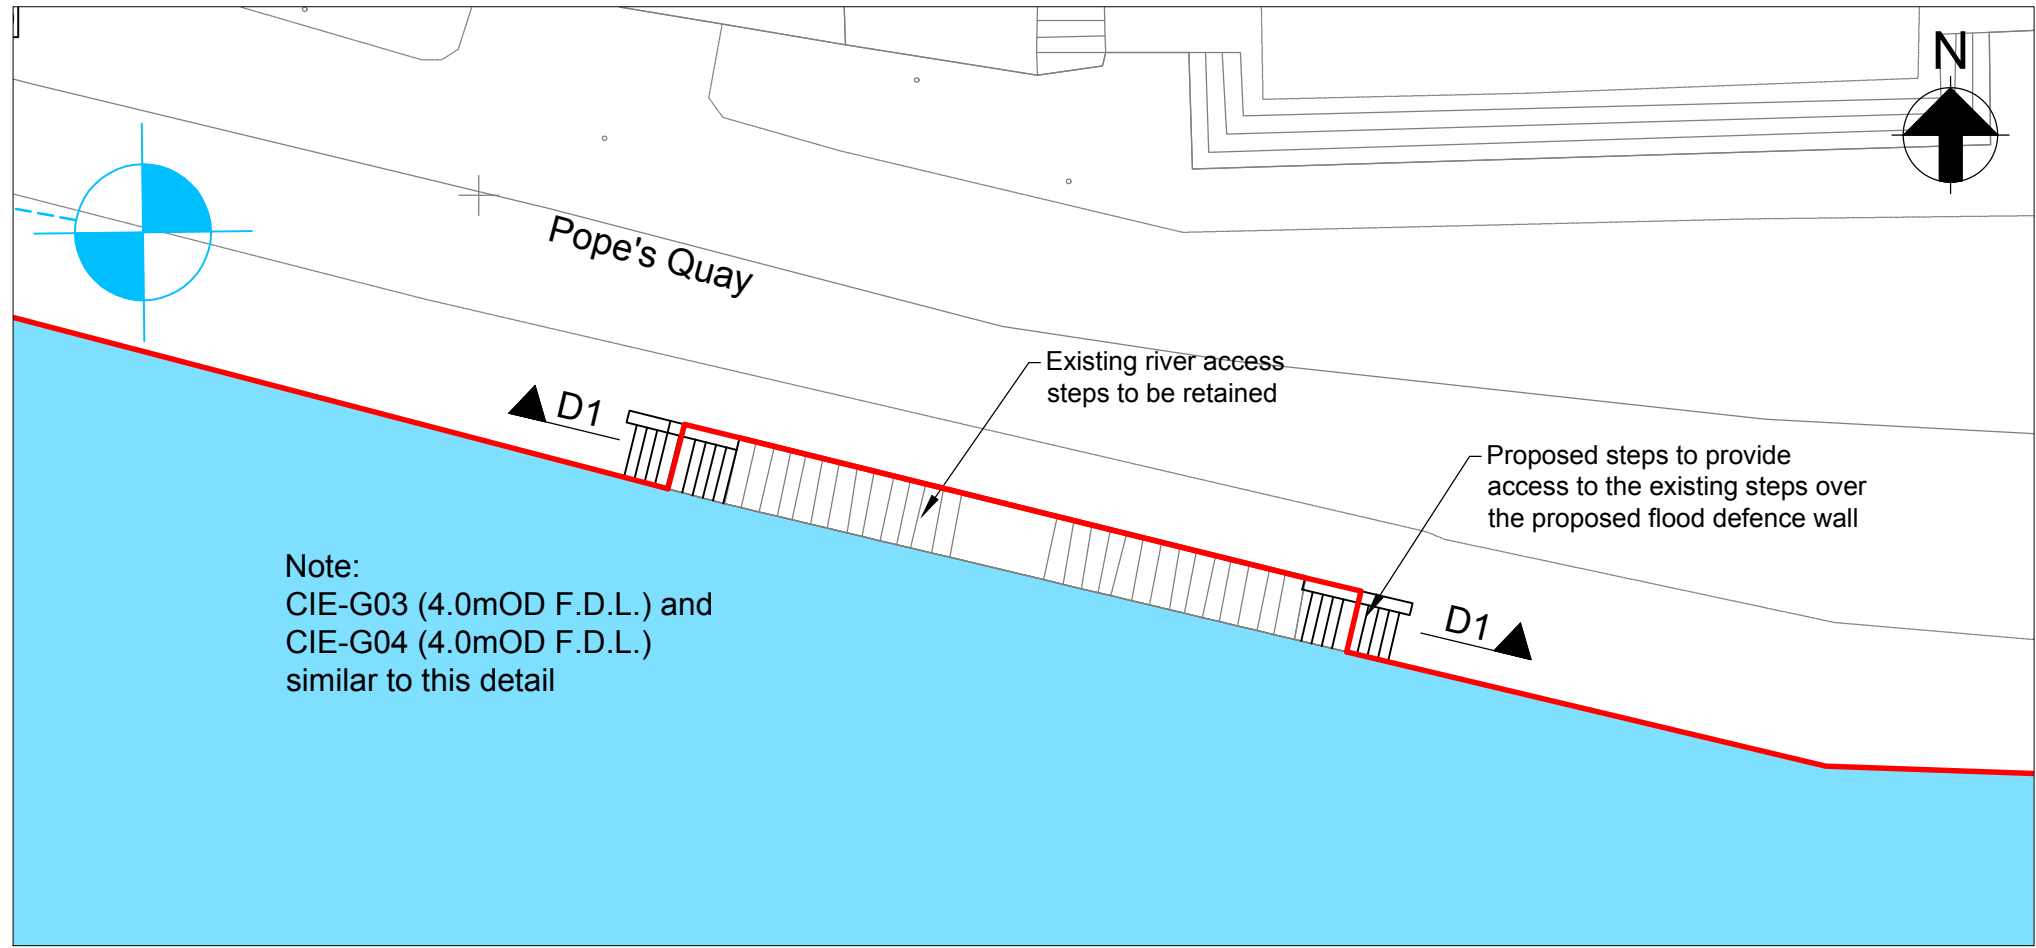 N
Pope's Quay
Existing river access
steps to be retained
D1
Proposed steps to provide
access to the existing steps over
the proposed flood defence wall
D1
Note:
CIE-G03 (4.0mOD F.D.L.) and
CIE-G04 (4.0mOD F.D.L.)
similar to this detail